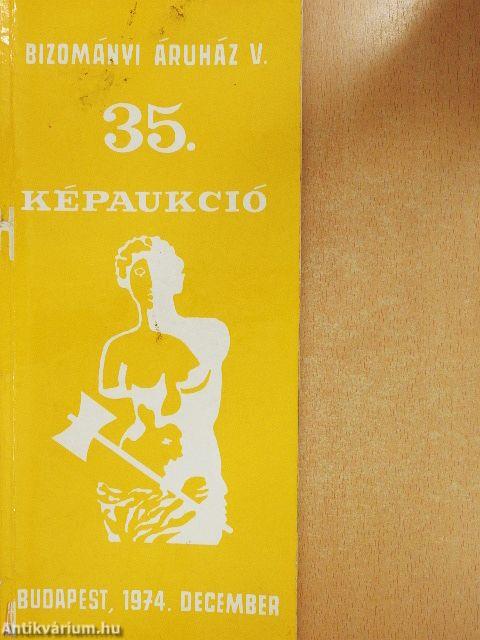 BIZOMÁNYI ÁRUHÁZ V.
35.
KÉPAUKCIÓ
BUDAPEST, 1974. DECEMBER
Antikvárium.hu